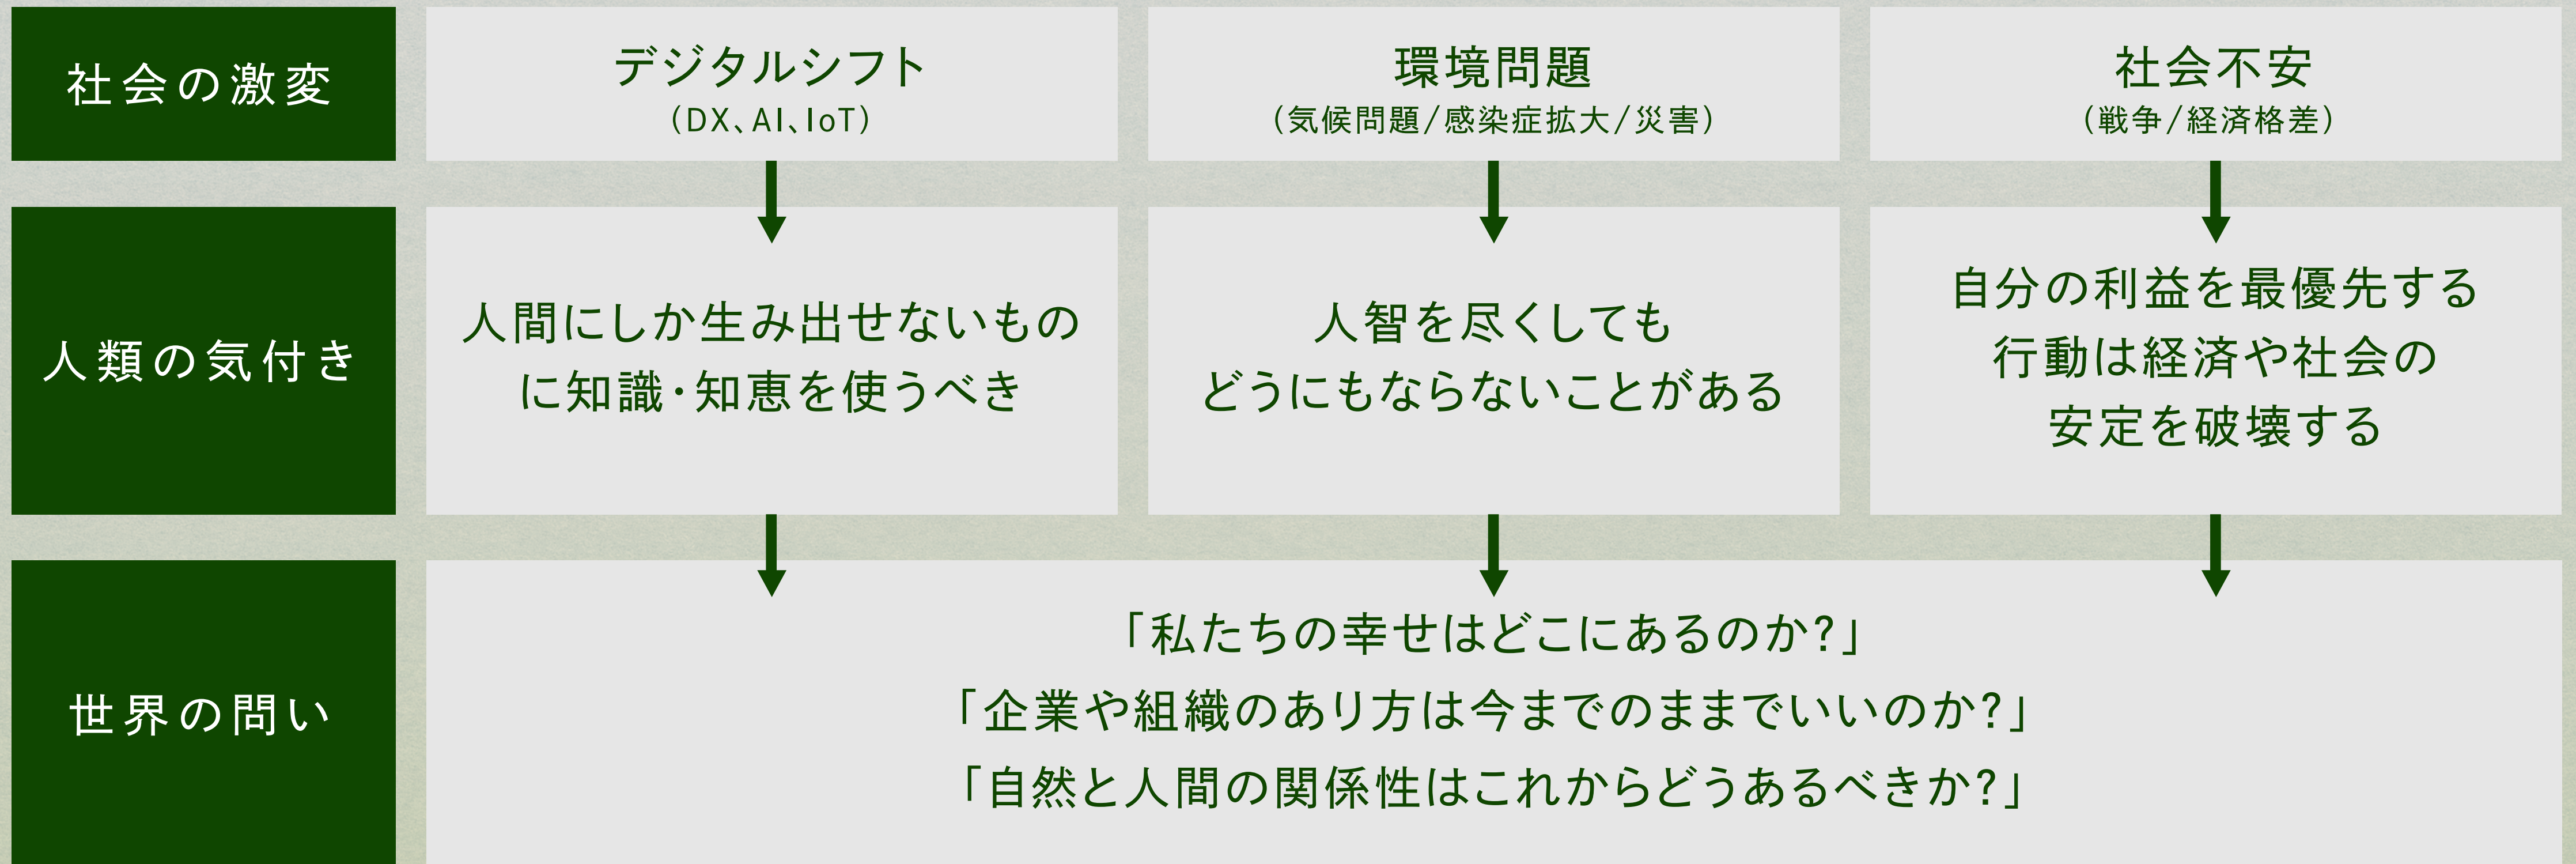 社会の激変
デジタルシフト
(DX、AI、IoT)
環境問題
(気候問題/感染症拡大/災害)
社会不安
(戦争/経済格差)
人類の気付き
人間にしか生み出せないもの
に知識・知恵を使うべき
人智を尽くしても
どうにもならないことがある
自分の利益を最優先する
行動は経済や社会の
安定を破壊する
世界の問い
「私たちの幸せはどこにあるのか?」
「企業や組織のあり方は今までのままでいいのか?」
「自然と人間の関係性はこれからどうあるべきか?」